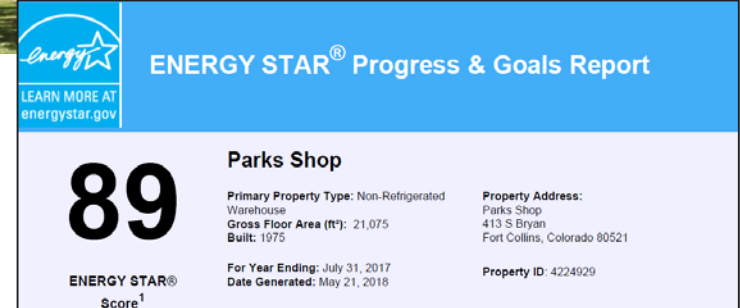 energy
LEARN MORE AT
energystar.gov
ENERGY STAR® Progress & Goals Report
89
ENERGY STAR®
Score1
Parks Shop
Primary Property Type: Non-Refrigerated
Warehouse
Gross Floor Area (ft²): 21,075
Built: 1975
For Year Ending: July 31, 2017
Date Generated: May 21, 2018
Property Address:
Parks Shop
413 S Bryan
Fort Collins, Colorado 80521
Property ID: 4224929